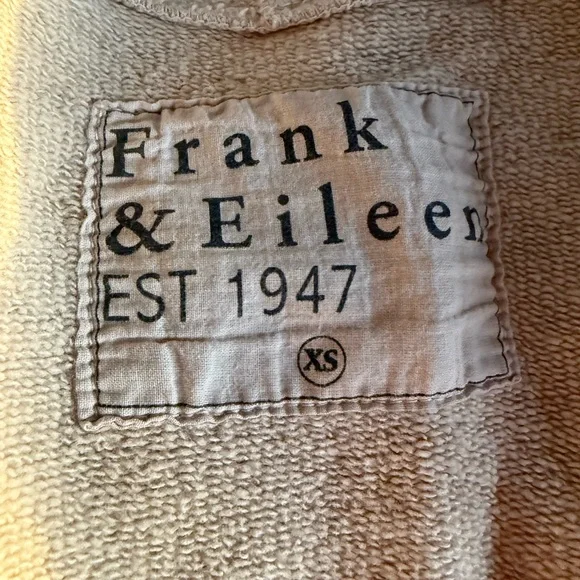 Frank
& Eileen
EST 1947
XS